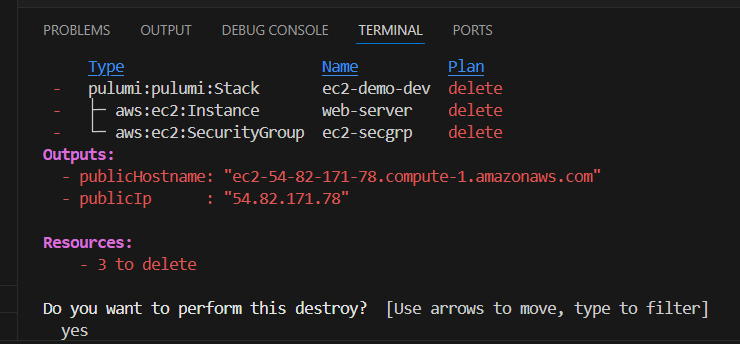 PROBLEMS OUTPUT DEBUG CONSOLE TERMINAL PORTS
Type Name Plan
- pulumi:pulumi:Stack ec2-demo-dev delete
- ├─ aws:ec2:Instance web-server delete
- └─ aws:ec2:SecurityGroup ec2-secgrp delete
Outputs:
- publicHostname: "ec2-54-82-171-78.compute-1.amazonaws.com"
- publicIp : "54.82.171.78"
Resources:
- 3 to delete
Do you want to perform this destroy? [Use arrows to move, type to filter]
yes